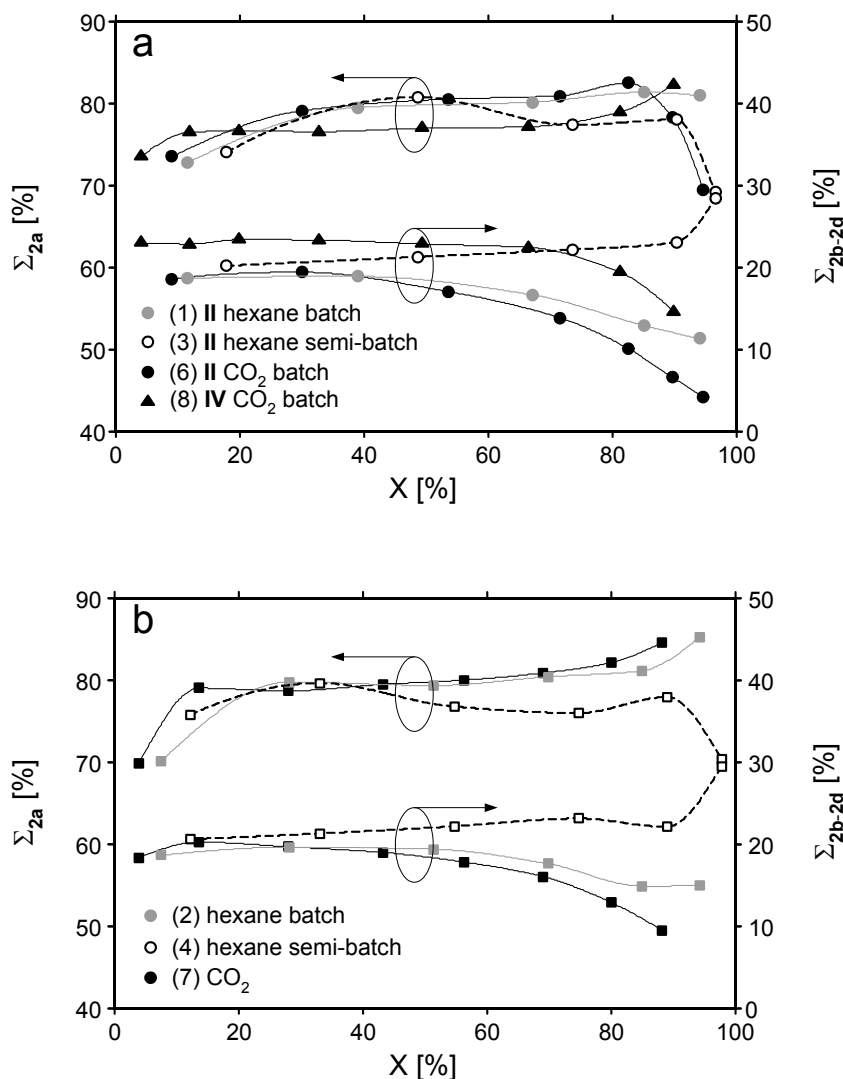 a
90
80
70
60
50
40
Σ2a [%]
50
40
30
20
10
0
Σ2b-2d [%]
(1) II hexane batch
(3) II hexane semi-batch
(6) II CO2 batch
(8) IV CO2 batch
0 20 40 60 80 100
X [%]
b
90
80
70
60
50
40
Σ2a [%]
50
40
30
20
10
0
Σ2b-2d [%]
(2) hexane batch
(4) hexane semi-batch
(7) CO2
0 20 40 60 80 100
X [%]